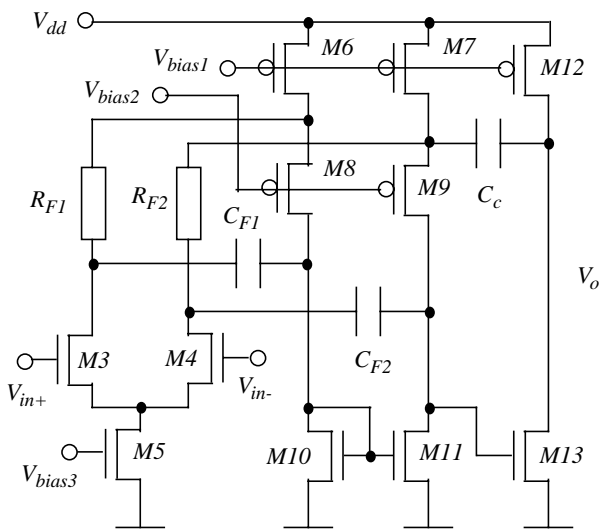 V_dd
M6
M7
V_bias1
M12
V_bias2
M8
M9
R_F1
R_F2
C_F1
C_c
V_o
C_F2
M3
M4
V_in+
V_in-
M5
M10
M11
M13
V_bias3